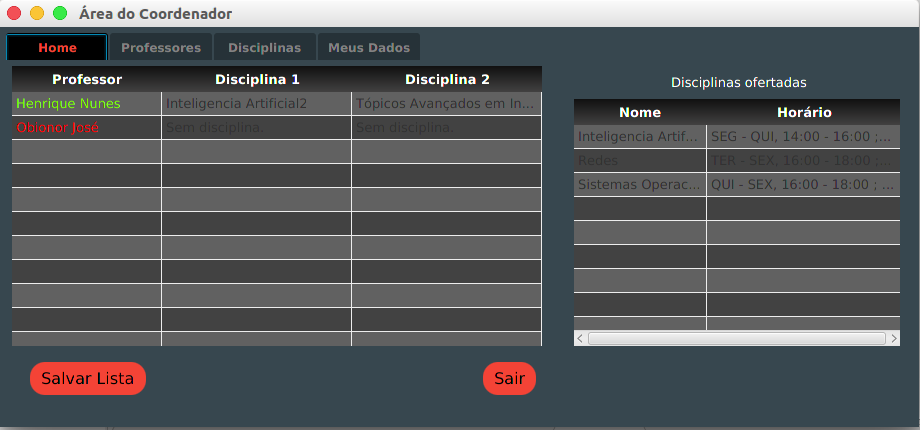 Área do Coordenador
Home Professores Disciplinas Meus Dados
Professor Disciplina 1 Disciplina 2
Henrique Nunes Inteligencia Artificial2 Tópicos Avançados em In...
Obionor José Sem disciplina. Sem disciplina.
Disciplinas ofertadas
Nome Horário
Inteligencia Artif... SEG - QUI, 14:00 - 16:00 ;...
Redes TER - SEX, 16:00 - 18:00 ;...
Sistemas Operac... QUI - SEX, 16:00 - 18:00 ; ...
Salvar Lista Sair